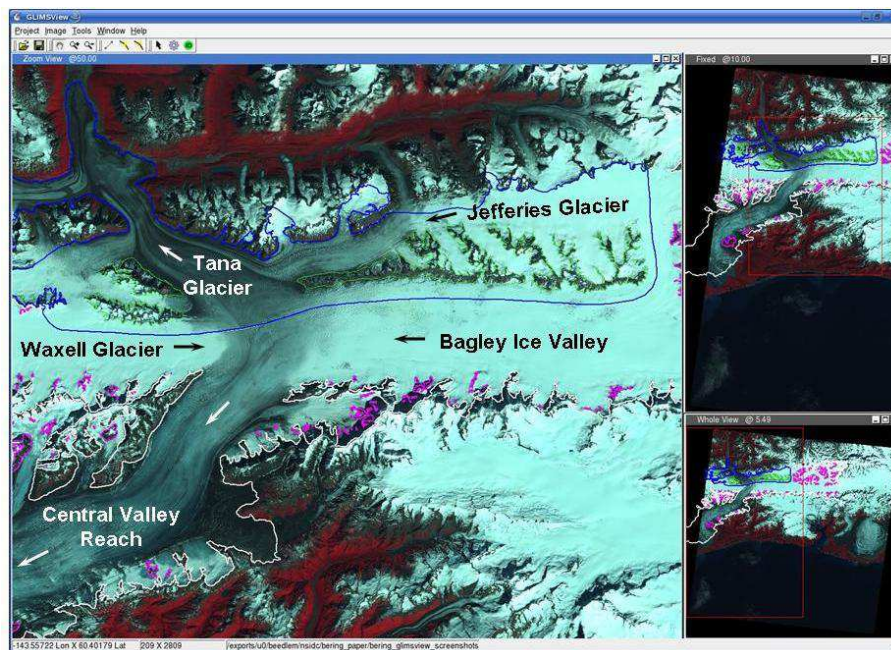 GLIMSView
Project Image Tools Window Help
Zoom View @50.00
Fixed @10.00
Jefferies Glacier
Tana
Glacier
Waxell Glacier
Bagley Ice Valley
Whole View @ 5.49
Central Valley
Reach
-143.55722 Lon X 60.40179 Lat 209 X 2809 /exports/u0/beedlem/nsidc/bering_paper/bering_glimsview_screenshots